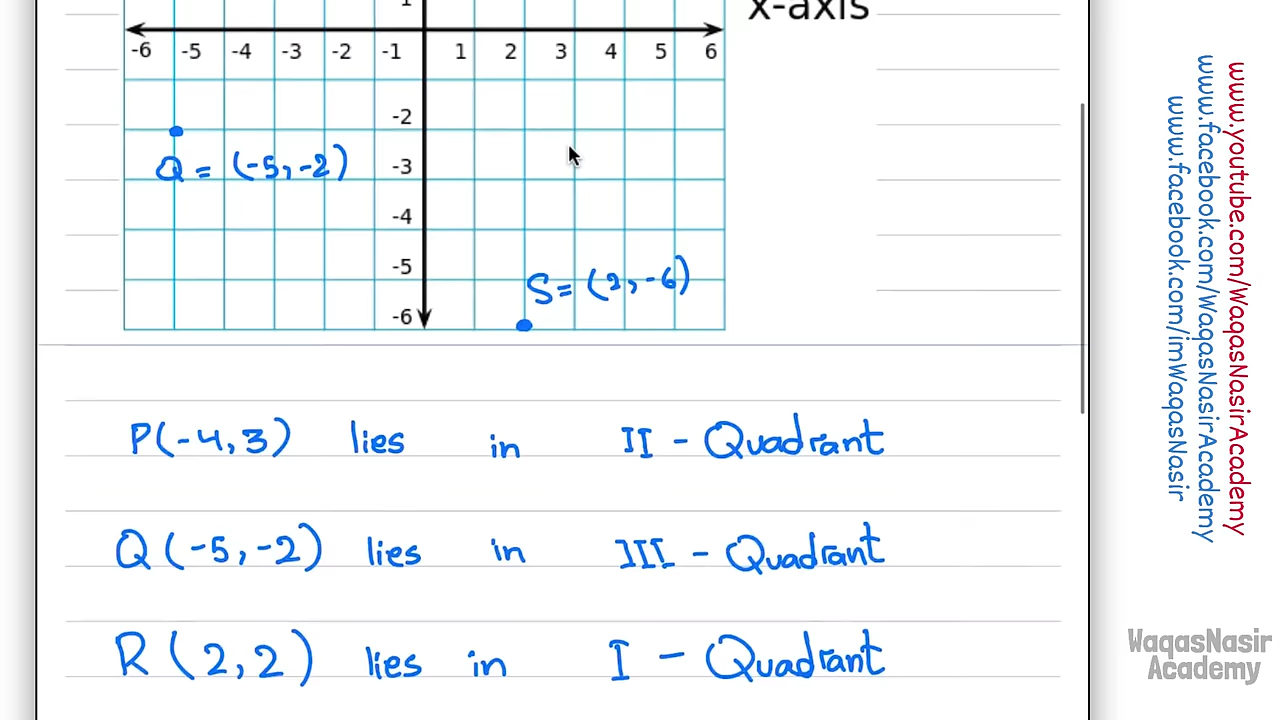 1
x-axis
-6 -5 -4 -3 -2 -1 1 2 3 4 5 6
-2
Q = (-5,-2)
-3
-4
-5
S = (2,-6)
-6
P(-4,3) lies in II - Quadrant
Q(-5,-2) lies in III - Quadrant
R(2,2) lies in I - Quadrant
www.youtube.com/WaqasNasirAcademy
www.facebook.com/WaqasNasirAcademy
www.facebook.com/imWaqasNasir
WaqasNasir
Academy